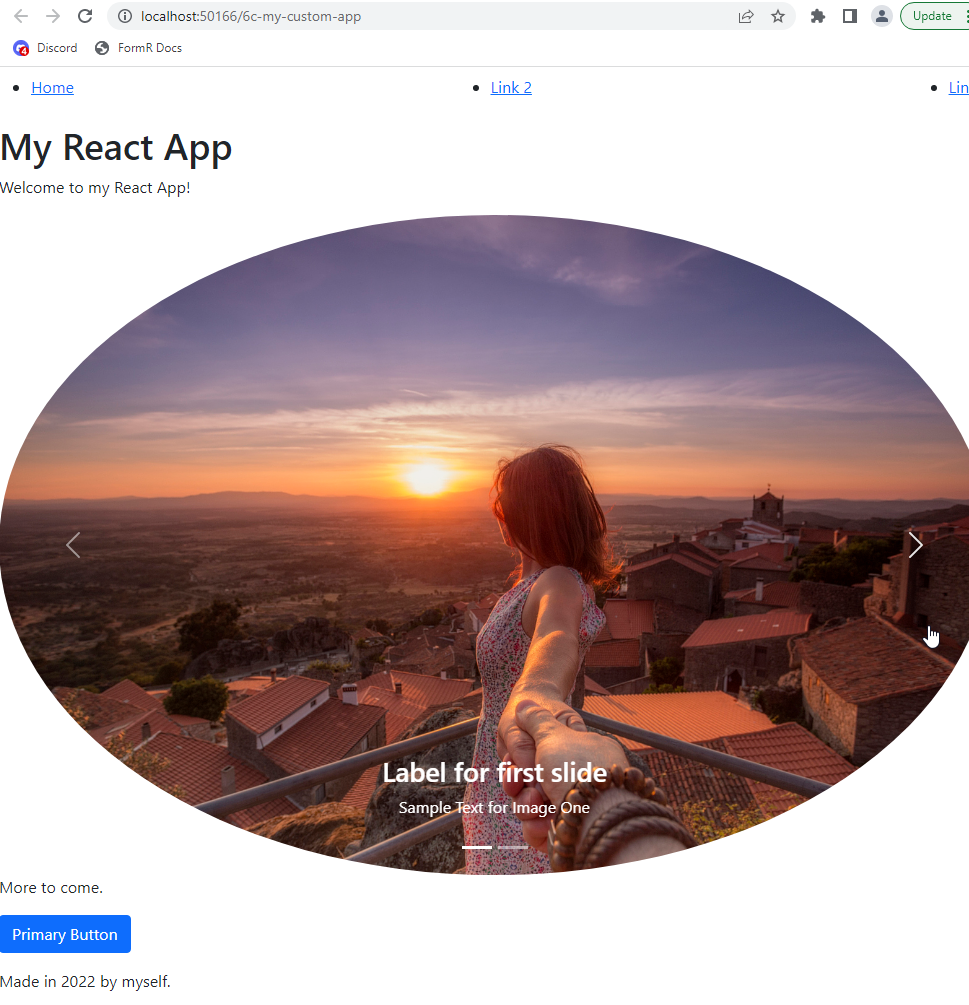 localhost:50166/6c-my-custom-app
Update
4
Discord
FormR Docs
Home
Link 2
Lin
My React App
Welcome to my React App!
Label for first slide
Sample Text for Image One
More to come.
Primary Button
Made in 2022 by myself.